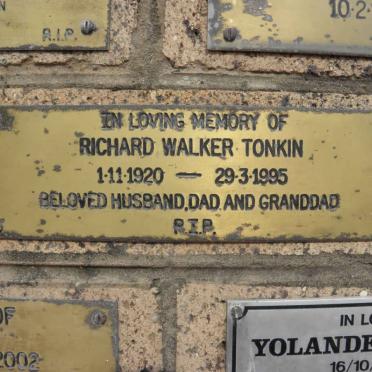 R.I.P.
10·2
IN LOVING MEMORY OF
RICHARD WALKER TONKIN
1·11·1920 — 29·3·1995
BELOVED HUSBAND, DAD AND GRANDDAD
R.I.P.
OF
2002
IN LO
YOLANDE
16/10/